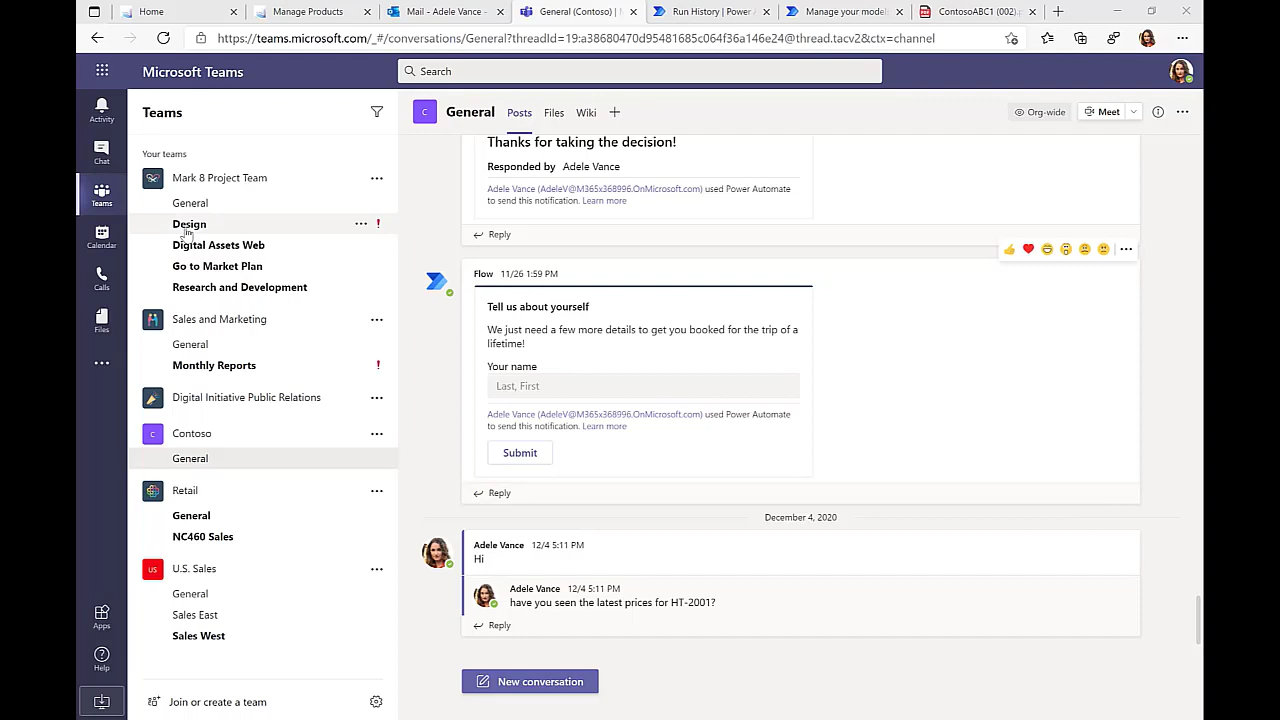 Home
Manage Products
Mail - Adele Vance -
General (Contoso) |
Run History | Power A
Manage your model
ContosoABC1 (002).p
https://teams.microsoft.com/_#/conversations/General?threadId=19:a38680470d95481685c064f36a146e24@thread.tacv2&ctx=channel
Microsoft Teams
Search
Activity
Chat
Teams
Calendar
Calls
Files
Apps
Help
Teams
Your teams
Mark 8 Project Team
General
Design
Digital Assets Web
Go to Market Plan
Research and Development
Sales and Marketing
General
Monthly Reports
Digital Initiative Public Relations
C
Contoso
General
Retail
General
NC460 Sales
US
U.S. Sales
General
Sales East
Sales West
Join or create a team
C
General
Posts
Files
Wiki
Org-wide
Meet
Thanks for taking the decision!
Responded by Adele Vance
Adele Vance (AdeleV@M365x368996.OnMicrosoft.com) used Power Automate
to send this notification. Learn more
Reply
Flow 11/26 1:59 PM
Tell us about yourself
We just need a few more details to get you booked for the trip of a
lifetime!
Your name
Last, First
Adele Vance (AdeleV@M365x368996.OnMicrosoft.com) used Power Automate
to send this notification. Learn more
Submit
Reply
December 4, 2020
Adele Vance 12/4 5:11 PM
Hi
Adele Vance 12/4 5:11 PM
have you seen the latest prices for HT-2001?
Reply
New conversation